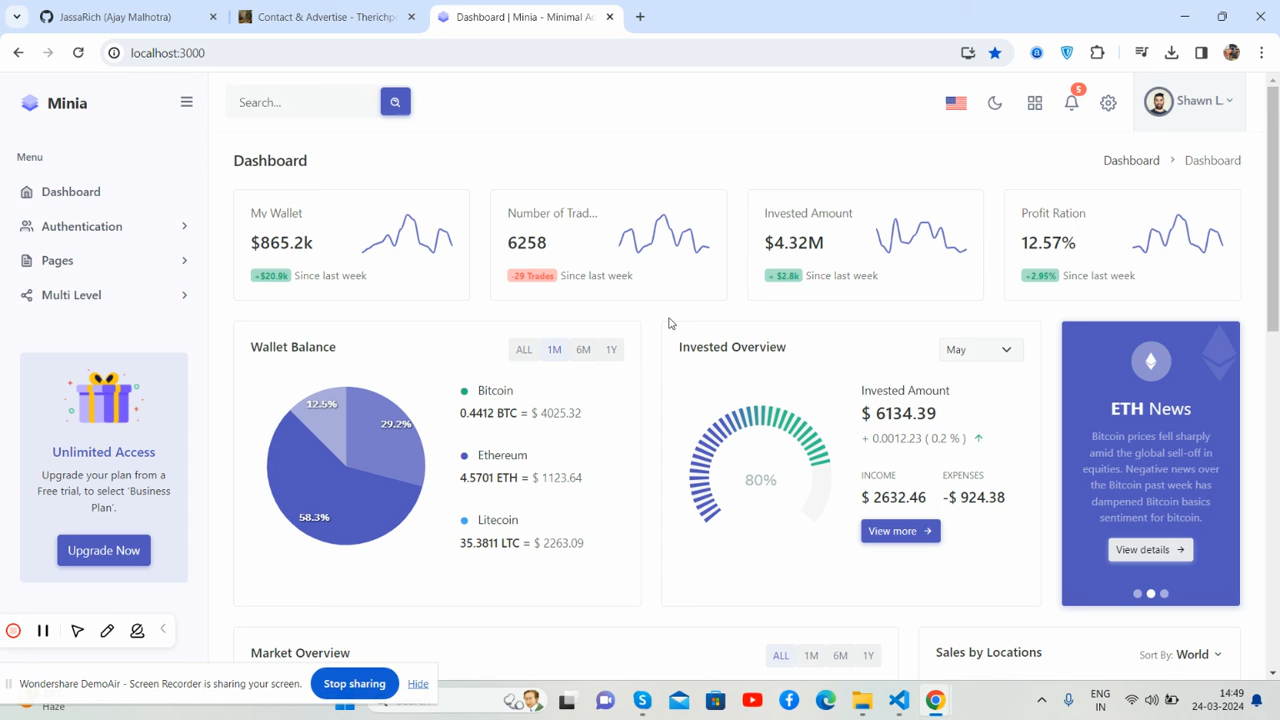 JassaRich (Ajay Malhotra)
Contact & Advertise - Therichp
Dashboard | Minia - Minimal Ac
localhost:3000
Minia
Search...
5
Shawn L.
Menu
Dashboard
Authentication
Pages
Multi Level
Unlimited Access
Upgrade your plan from a
Free trial, to select 'Business
Plan'.
Upgrade Now
Dashboard
Dashboard > Dashboard
My Wallet
$865.2k
+$20.9k Since last week
Number of Trad...
6258
-29 Trades Since last week
Invested Amount
$4.32M
+ $2.8k Since last week
Profit Ration
12.57%
+2.95% Since last week
Wallet Balance
ALL 1M 6M 1Y
12.5%
29.2%
58.3%
Bitcoin
0.4412 BTC = $ 4025.32
Ethereum
4.5701 ETH = $ 1123.64
Litecoin
35.3811 LTC = $ 2263.09
Invested Overview
May
80%
Invested Amount
$ 6134.39
+ 0.0012.23 ( 0.2 % )
INCOME EXPENSES
$ 2632.46 -$ 924.38
View more
ETH News
Bitcoin prices fell sharply
amid the global sell-off in
equities. Negative news over
the Bitcoin past week has
dampened Bitcoin basics
sentiment for bitcoin.
View details
Market Overview
ALL 1M 6M 1Y
Sales by Locations
Sort By: World
Wondershare DemoAir - Screen Recorder is sharing your screen.
Stop sharing
Hide
Haze
ENG
IN
14:49
24-03-2024